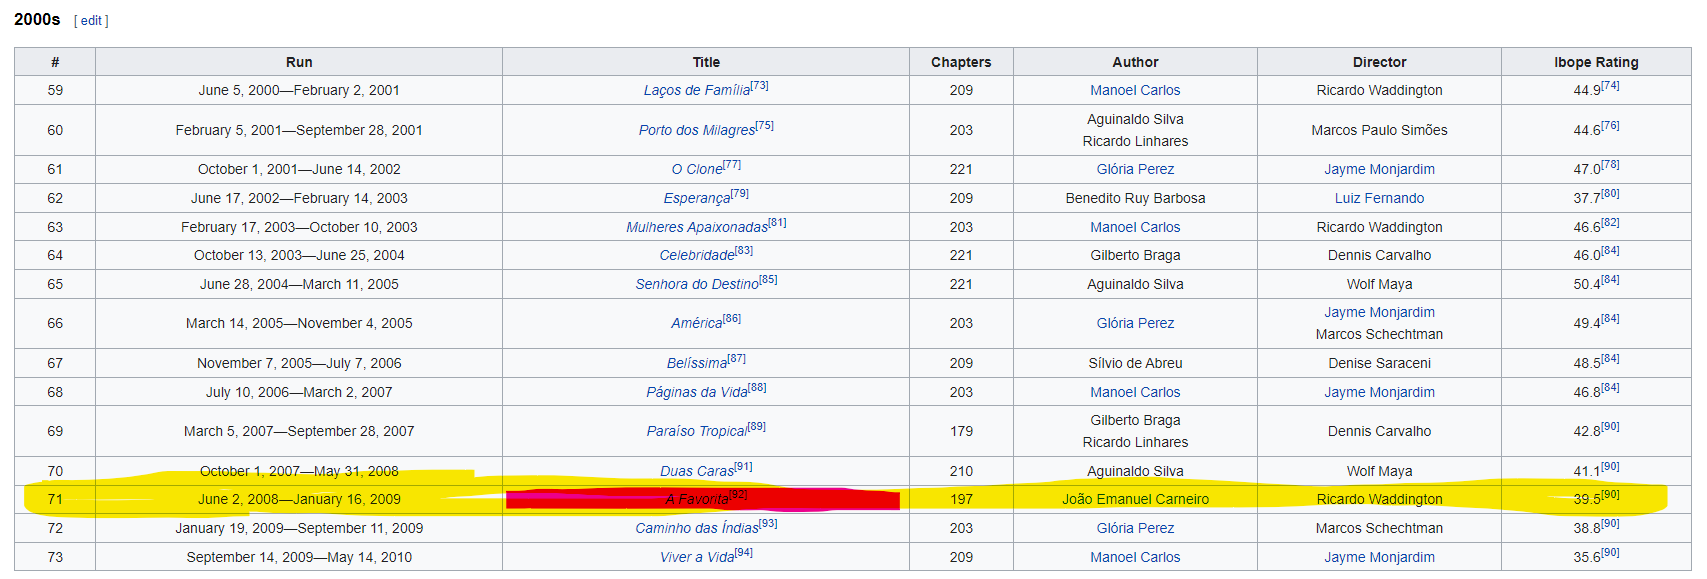 2000s [ edit ]
# Run Title Chapters Author Director Ibope Rating
59 June 5, 2000—February 2, 2001 Laços de Família[73] 209 Manoel Carlos Ricardo Waddington 44.9[74]
60 February 5, 2001—September 28, 2001 Porto dos Milagres[75] 203 Aguinaldo Silva Marcos Paulo Simões 44.6[76]
Ricardo Linhares
61 October 1, 2001—June 14, 2002 O Clone[77] 221 Glória Perez Jayme Monjardim 47.0[78]
62 June 17, 2002—February 14, 2003 Esperança[79] 209 Benedito Ruy Barbosa Luiz Fernando 37.7[80]
63 February 17, 2003—October 10, 2003 Mulheres Apaixonadas[81] 203 Manoel Carlos Ricardo Waddington 46.6[82]
64 October 13, 2003—June 25, 2004 Celebridade[83] 221 Gilberto Braga Dennis Carvalho 46.0[84]
65 June 28, 2004—March 11, 2005 Senhora do Destino[85] 221 Aguinaldo Silva Wolf Maya 50.4[84]
66 March 14, 2005—November 4, 2005 América[86] 203 Glória Perez Jayme Monjardim 49.4[84]
Marcos Schechtman
67 November 7, 2005—July 7, 2006 Belíssima[87] 209 Sílvio de Abreu Denise Saraceni 48.5[84]
68 July 10, 2006—March 2, 2007 Páginas da Vida[88] 203 Manoel Carlos Jayme Monjardim 46.8[84]
69 March 5, 2007—September 28, 2007 Paraíso Tropical[89] 179 Gilberto Braga Dennis Carvalho 42.8[90]
Ricardo Linhares
70 October 1, 2007—May 31, 2008 Duas Caras[91] 210 Aguinaldo Silva Wolf Maya 41.1[90]
71 June 2, 2008—January 16, 2009 A Favorita[92] 197 João Emanuel Carneiro Ricardo Waddington 39.5[90]
72 January 19, 2009—September 11, 2009 Caminho das Índias[93] 203 Glória Perez Marcos Schechtman 38.8[90]
73 September 14, 2009—May 14, 2010 Viver a Vida[94] 209 Manoel Carlos Jayme Monjardim 35.6[90]